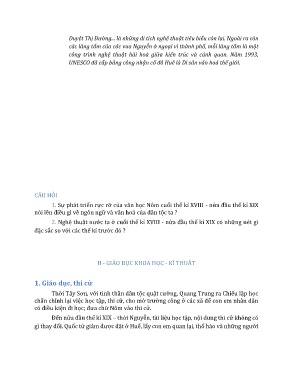 Duyệt Thị Đường... là những di tích nghệ thuật tiêu biểu còn lại. Ngoài ra còn
các lăng tẩm của các vua Nguyễn ở ngoại vi thành phố, mỗi lăng tẩm là một
công trình nghệ thuật hài hoà giữa kiến trúc và cảnh quan. Năm 1993,
UNESCO đã cấp bằng công nhận cố đô Huế là Di sản văn hoá thế giới.
CÂU HỎI
1. Sự phát triển rực rỡ của văn học Nôm cuối thế kỉ XVIII - nửa đầu thế kỉ XIX
nói lên điều gì về ngôn ngữ và văn hoá của dân tộc ta ?
2. Nghệ thuật nước ta ở cuối thế kỉ XVIII - nửa đầu thế kỉ XIX có những nét gì
đặc sắc so với các thế kỉ trước đó ?
II - GIÁO DỤC KHOA HỌC - KĨ THUẬT
1. Giáo dục, thi cử
Thời Tây Sơn, với tinh thần dân tộc quật cường, Quang Trung ra Chiếu lập học
chấn chỉnh lại việc học tập, thi cử, cho mở trường công ở các xã để con em nhân dân
có điều kiện đi học; đưa chữ Nôm vào thi cử.
Đến nửa đầu thế kỉ XIX – thời Nguyễn, tài liệu học tập, nội dung thi cử không có
gì thay đổi. Quốc tử giám được đặt ở Huế, lấy con em quan lại, thổ hào và những người